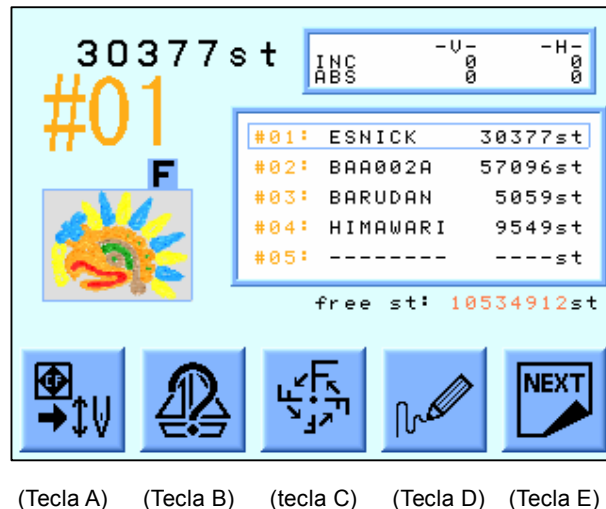 30377st
-V- -H-
INC 0 0
ABS 0 0
#01
F
#01: ESNICK 30377st
#02: BAA002A 57096st
#03: BARUDAN 5059st
#04: HIMAWARI 9549st
#05: -------- ----st
free st: 10534912st
CF
F F F F
NEXT
(Tecla A) (Tecla B) (tecla C) (Tecla D) (Tecla E)